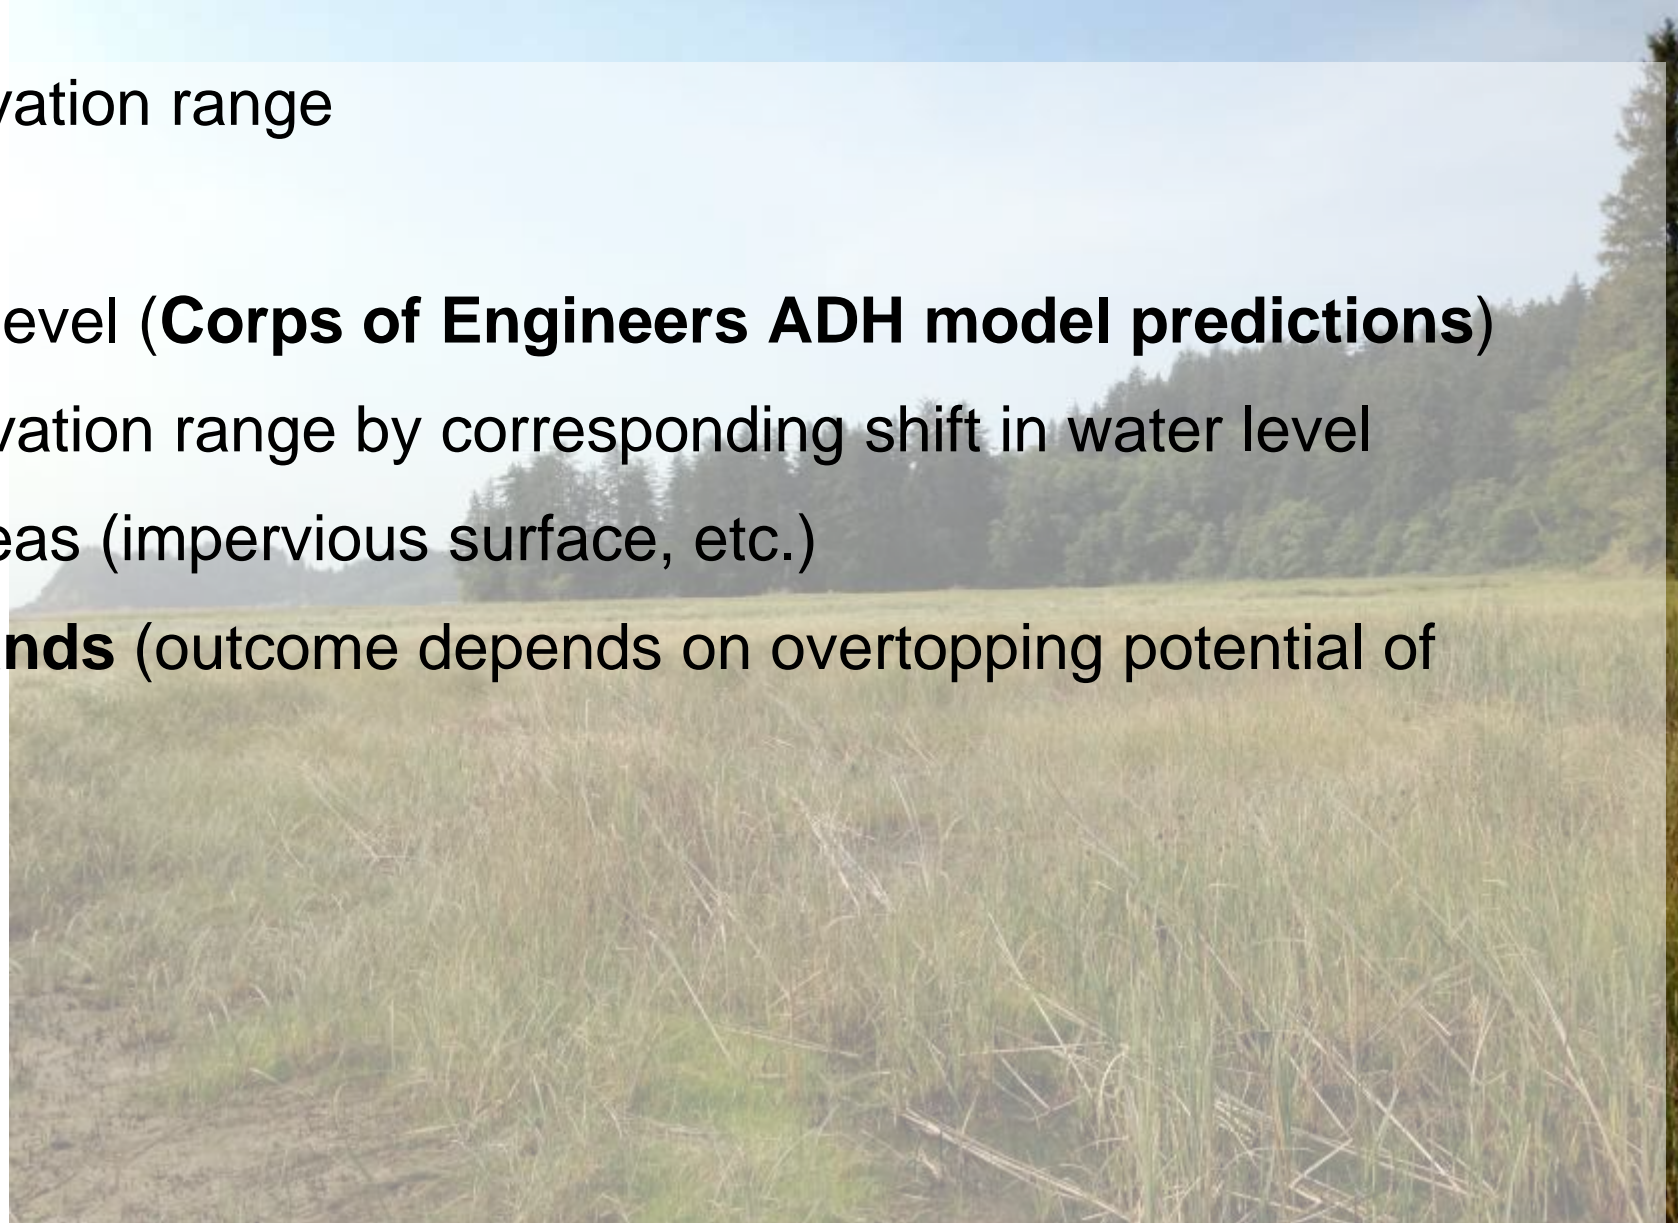 vation range
evel (Corps of Engineers ADH model predictions)
vation range by corresponding shift in water level
eas (impervious surface, etc.)
nds (outcome depends on overtopping potential of